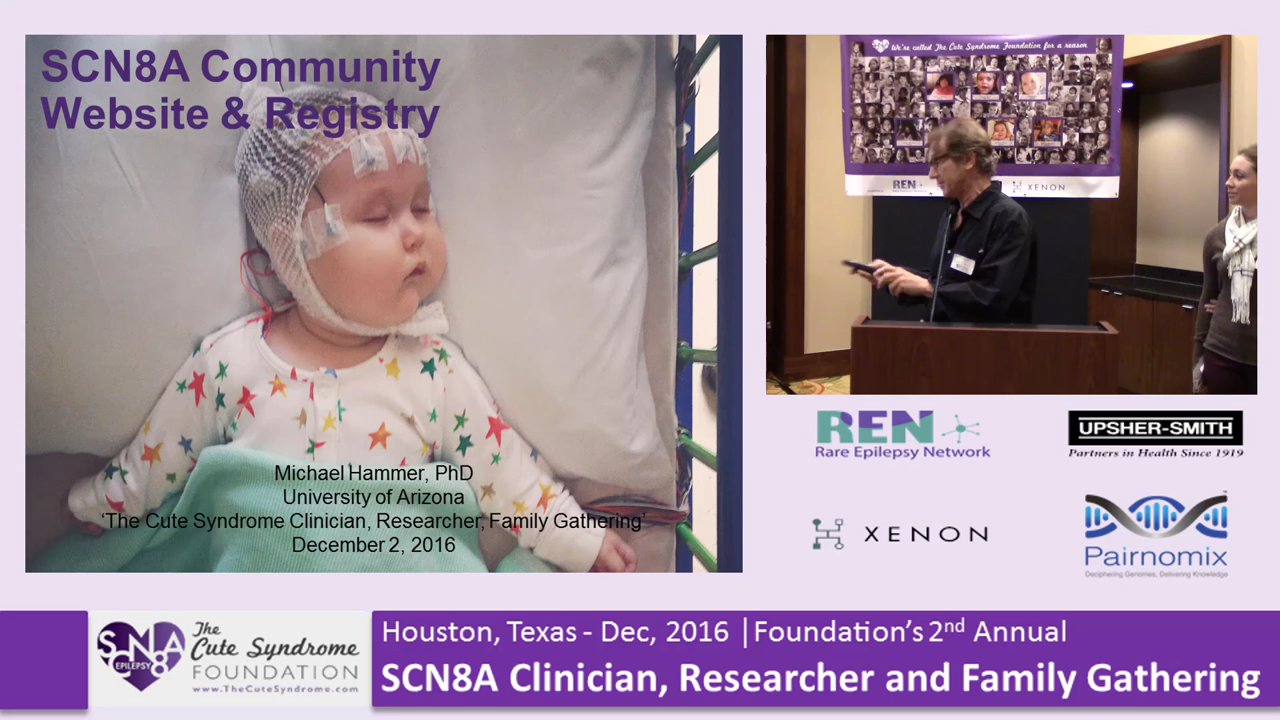 SCN8A Community
Website & Registry
Michael Hammer, PhD
University of Arizona
‘The Cute Syndrome Clinician, Researcher, Family Gathering’
December 2, 2016
We're called The Cute Syndrome Foundation for a reason
REN
XENON
REN
Rare Epilepsy Network
UPSHER-SMITH
Partners in Health Since 1919
XENON
Pairnomix
Deciphering Genomes, Delivering Knowledge
SCN8A
EPILEPSY
The
Cute Syndrome
FOUNDATION
www.TheCuteSyndrome.com
Houston, Texas - Dec, 2016 |Foundation’s 2nd Annual
SCN8A Clinician, Researcher and Family Gathering